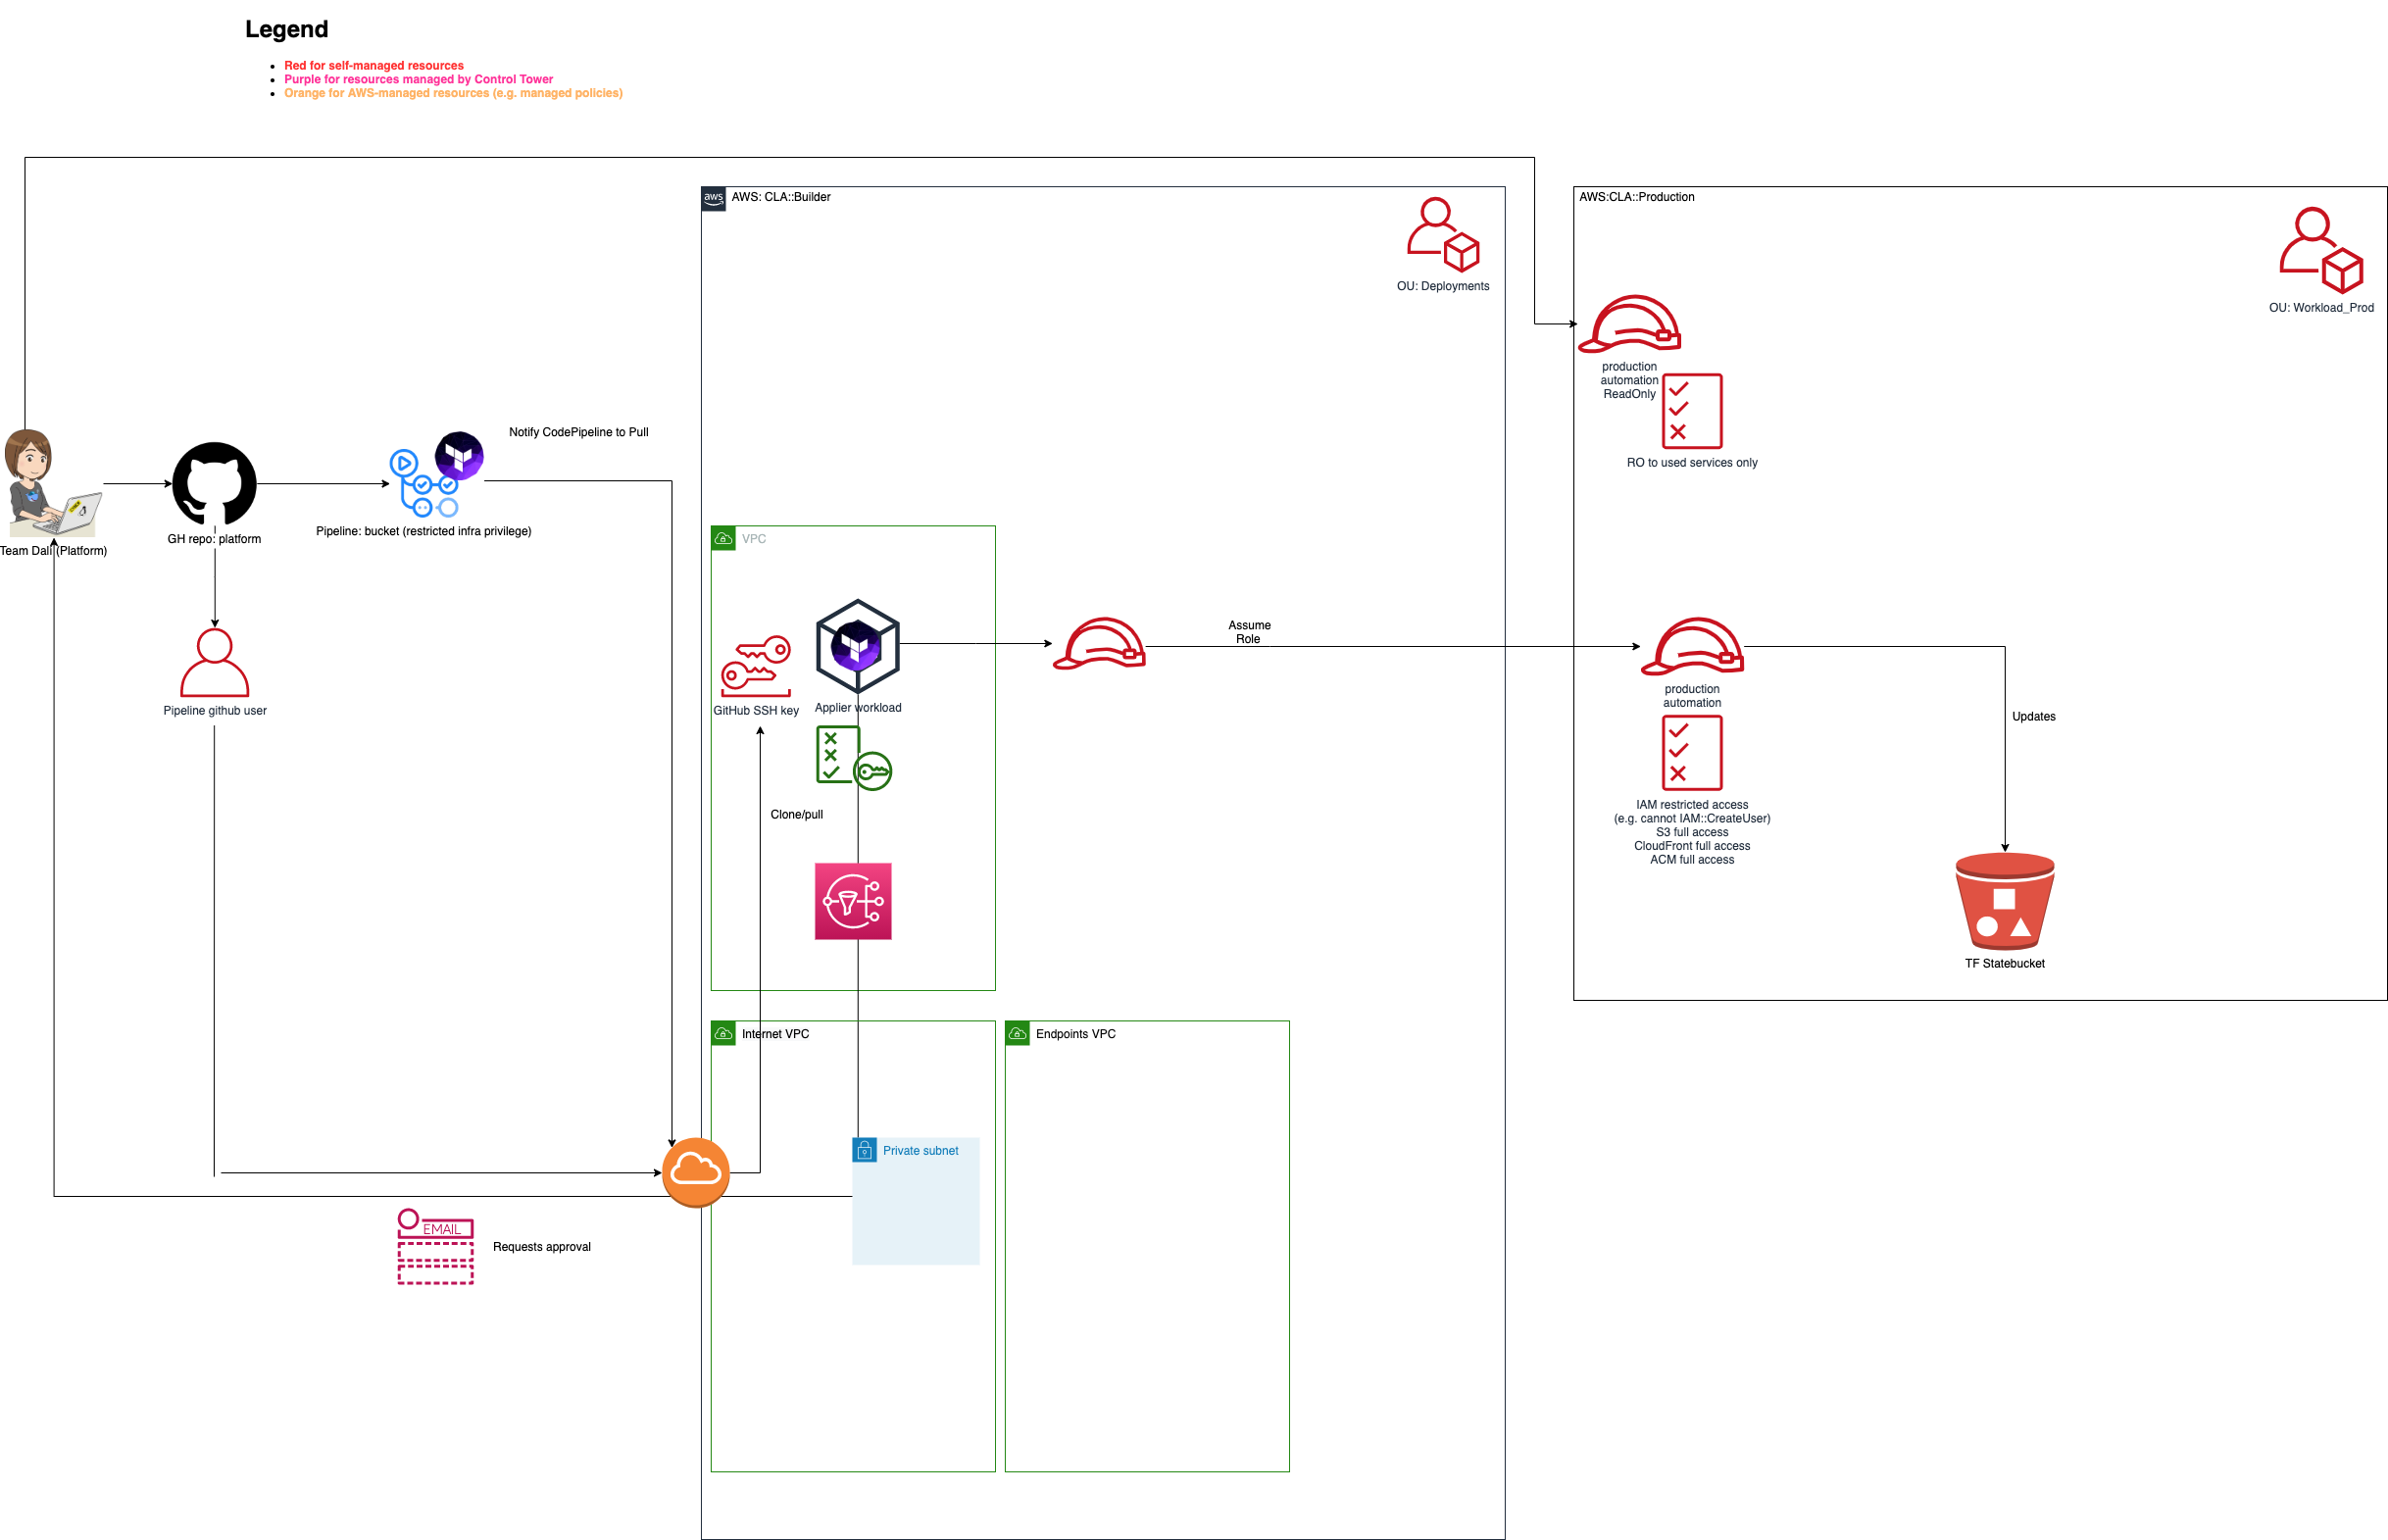 Legend
Red for self-managed resources
Purple for resources managed by Control Tower
Orange for AWS-managed resources (e.g. managed policies)
aws
AWS: CLA::Builder
AWS:CLA::Production
OU: Deployments
OU: Workload_Prod
production
automation
ReadOnly
RO to used services only
Notify CodePipeline to Pull
Team Dali (Platform)
GH repo: platform
Pipeline: bucket (restricted infra privilege)
VPC
Assume
Role
Pipeline github user
GitHub SSH key
Applier workload
production
automation
Updates
Clone/pull
IAM restricted access
(e.g. cannot IAM::CreateUser)
S3 full access
CloudFront full access
ACM full access
TF Statebucket
Internet VPC
Endpoints VPC
Private subnet
EMAIL
Requests approval